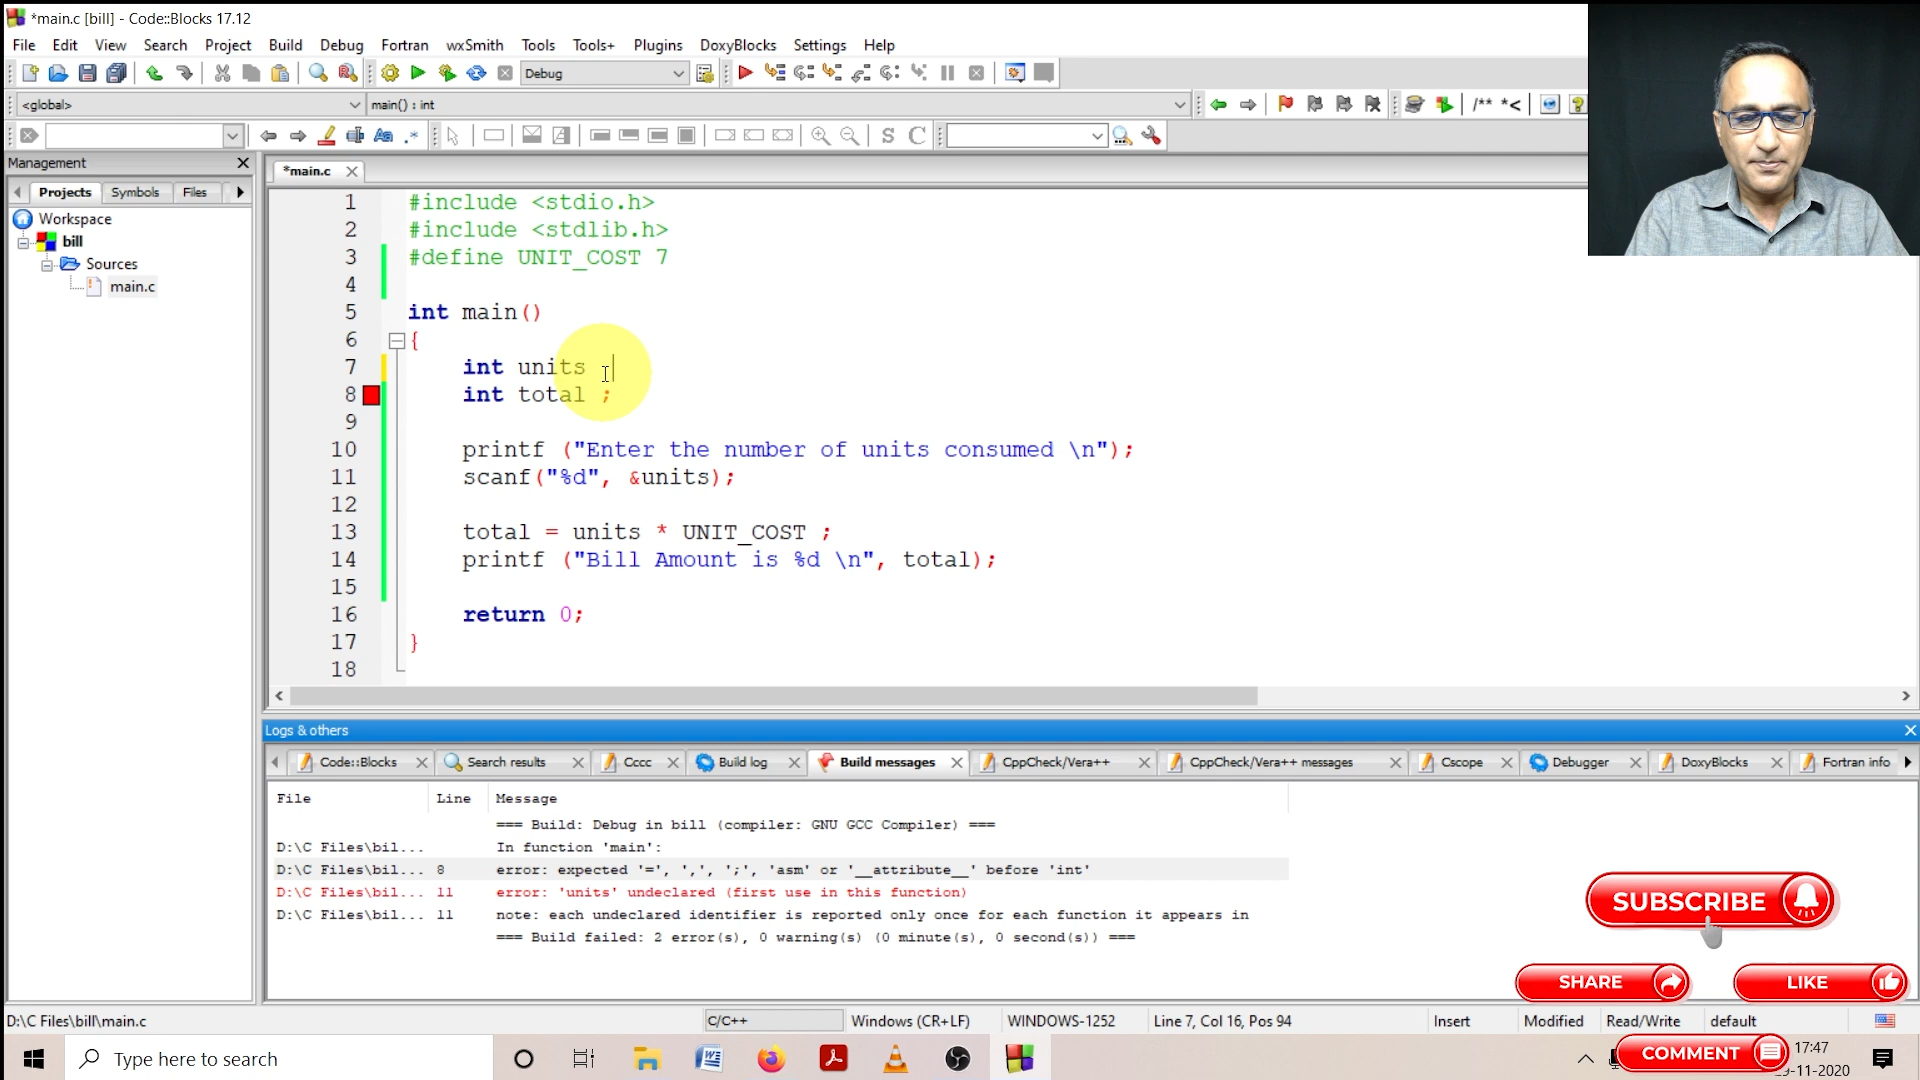 *main.c [bill] - Code::Blocks 17.12
File Edit View Search Project Build Debug Fortran wxSmith Tools Tools+ Plugins DoxyBlocks Settings Help
Debug
<global> main() : int
/** *<
S C
Management
Projects Symbols Files
*main.c
Workspace
bill
Sources
main.c
1 #include <stdio.h>
2 #include <stdlib.h>
3 #define UNIT_COST 7
4
5 int main()
6 {
7 int units
8 int total ;
9
10 printf ("Enter the number of units consumed \n");
11 scanf("%d", &units);
12
13 total = units * UNIT_COST ;
14 printf ("Bill Amount is %d \n", total);
15
16 return 0;
17 }
18
Logs & others
Code::Blocks Search results Cccc Build log Build messages CppCheck/Vera++ CppCheck/Vera++ messages Cscope Debugger DoxyBlocks Fortran info
File Line Message
=== Build: Debug in bill (compiler: GNU GCC Compiler) ===
D:\C Files\bil... In function 'main':
D:\C Files\bil... 8 error: expected '=', ',', ';', 'asm' or '__attribute__' before 'int'
D:\C Files\bil... 11 error: 'units' undeclared (first use in this function)
D:\C Files\bil... 11 note: each undeclared identifier is reported only once for each function it appears in
=== Build failed: 2 error(s), 0 warning(s) (0 minute(s), 0 second(s)) ===
SUBSCRIBE
SHARE LIKE
D:\C Files\bill\main.c C/C++ Windows (CR+LF) WINDOWS-1252 Line 7, Col 16, Pos 94 Insert Modified Read/Write default
Type here to search
COMMENT
17:47
-11-2020